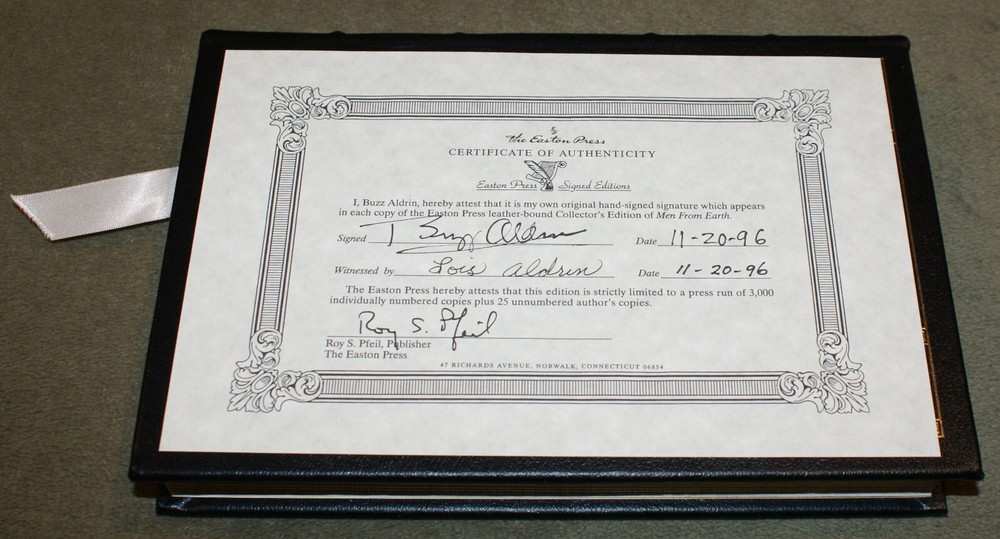 The Easton Press
CERTIFICATE OF AUTHENTICITY
Easton Press Signed Editions
I, Buzz Aldrin, hereby attest that it is my own original hand-signed signature which appears
in each copy of the Easton Press leather-bound Collector's Edition of Men From Earth.
Signed Buzz Aldrin Date 11-20-96
Witnessed by Lois Aldrin Date 11-20-96
The Easton Press hereby attests that this edition is strictly limited to a press run of 3,000
individually numbered copies plus 25 unnumbered author's copies.
Roy S. Pfeil
Roy S. Pfeil, Publisher
The Easton Press
47 RICHARDS AVENUE, NORWALK, CONNECTICUT 06854